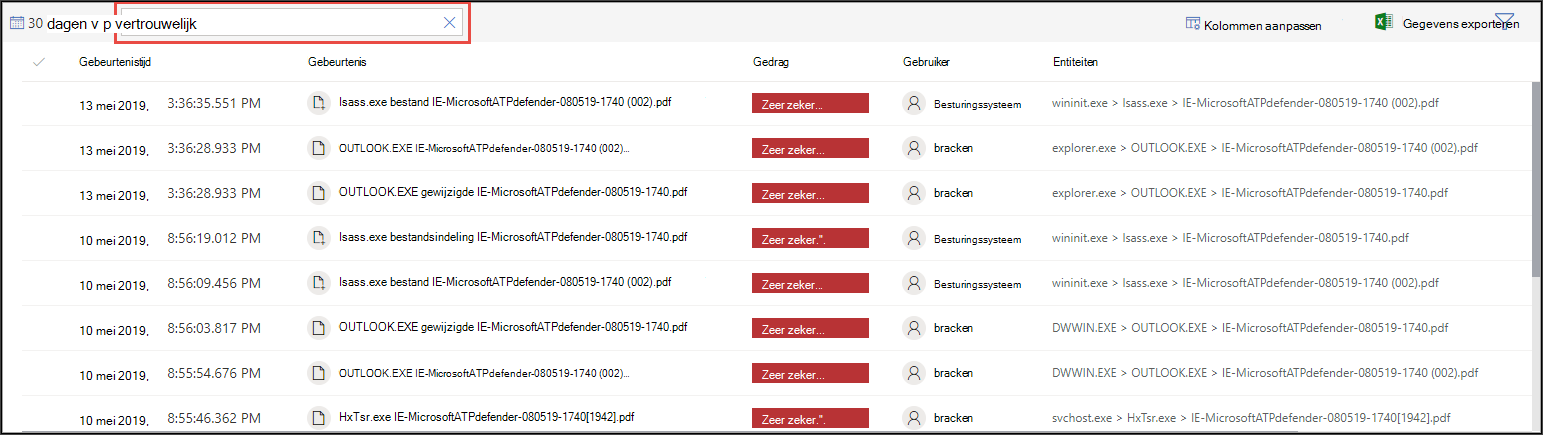 30 dagen v p vertrouwelijk Kolommen aanpassen Gegevens exporteren
Gebeurtenistijd Gebeurtenis Gedrag Gebruiker Entiteiten
13 mei 2019, 3:36:35.551 PM lsass.exe bestand IE-MicrosoftATPdefender-080519-1740 (002).pdf Zeer zeker... Besturingssysteem wininit.exe > lsass.exe > IE-MicrosoftATPdefender-080519-1740 (002).pdf
13 mei 2019, 3:36:28.933 PM OUTLOOK.EXE IE-MicrosoftATPdefender-080519-1740 (002)... Zeer zeker... bracken explorer.exe > OUTLOOK.EXE > IE-MicrosoftATPdefender-080519-1740 (002).pdf
13 mei 2019, 3:36:28.933 PM OUTLOOK.EXE gewijzigde IE-MicrosoftATPdefender-080519-1740.pdf Zeer zeker... bracken explorer.exe > OUTLOOK.EXE > IE-MicrosoftATPdefender-080519-1740.pdf
10 mei 2019, 8:56:19.012 PM lsass.exe bestandsindeling IE-MicrosoftATPdefender-080519-1740.pdf Zeer zeker.". Besturingssysteem wininit.exe > lsass.exe > IE-MicrosoftATPdefender-080519-1740.pdf
10 mei 2019, 8:56:09.456 PM lsass.exe bestand IE-MicrosoftATPdefender-080519-1740 (002).pdf Zeer zeker... Besturingssysteem wininit.exe > lsass.exe > IE-MicrosoftATPdefender-080519-1740 (002).pdf
10 mei 2019, 8:56:03.817 PM OUTLOOK.EXE gewijzigde IE-MicrosoftATPdefender-080519-1740.pdf Zeer zeker... bracken DWWIN.EXE > OUTLOOK.EXE > IE-MicrosoftATPdefender-080519-1740.pdf
10 mei 2019, 8:55:54.676 PM OUTLOOK.EXE IE-MicrosoftATPdefender-080519-1740 (002)... Zeer zeker... bracken DWWIN.EXE > OUTLOOK.EXE > IE-MicrosoftATPdefender-080519-1740 (002).pdf
10 mei 2019, 8:55:46.362 PM HxTsr.exe IE-MicrosoftATPdefender-080519-1740[1942].pdf Zeer zeker.". bracken svchost.exe > HxTsr.exe > IE-MicrosoftATPdefender-080519-1740[1942].pdf